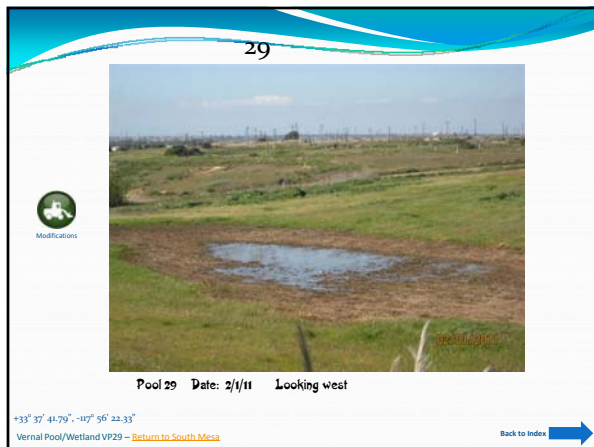 29
Modifications
Pool 29 Date: 2/1/11 Looking west
+33° 37' 41.79", -117° 56' 22.33"
Vernal Pool/Wetland VP29 – Return to South Mesa
Back to Index